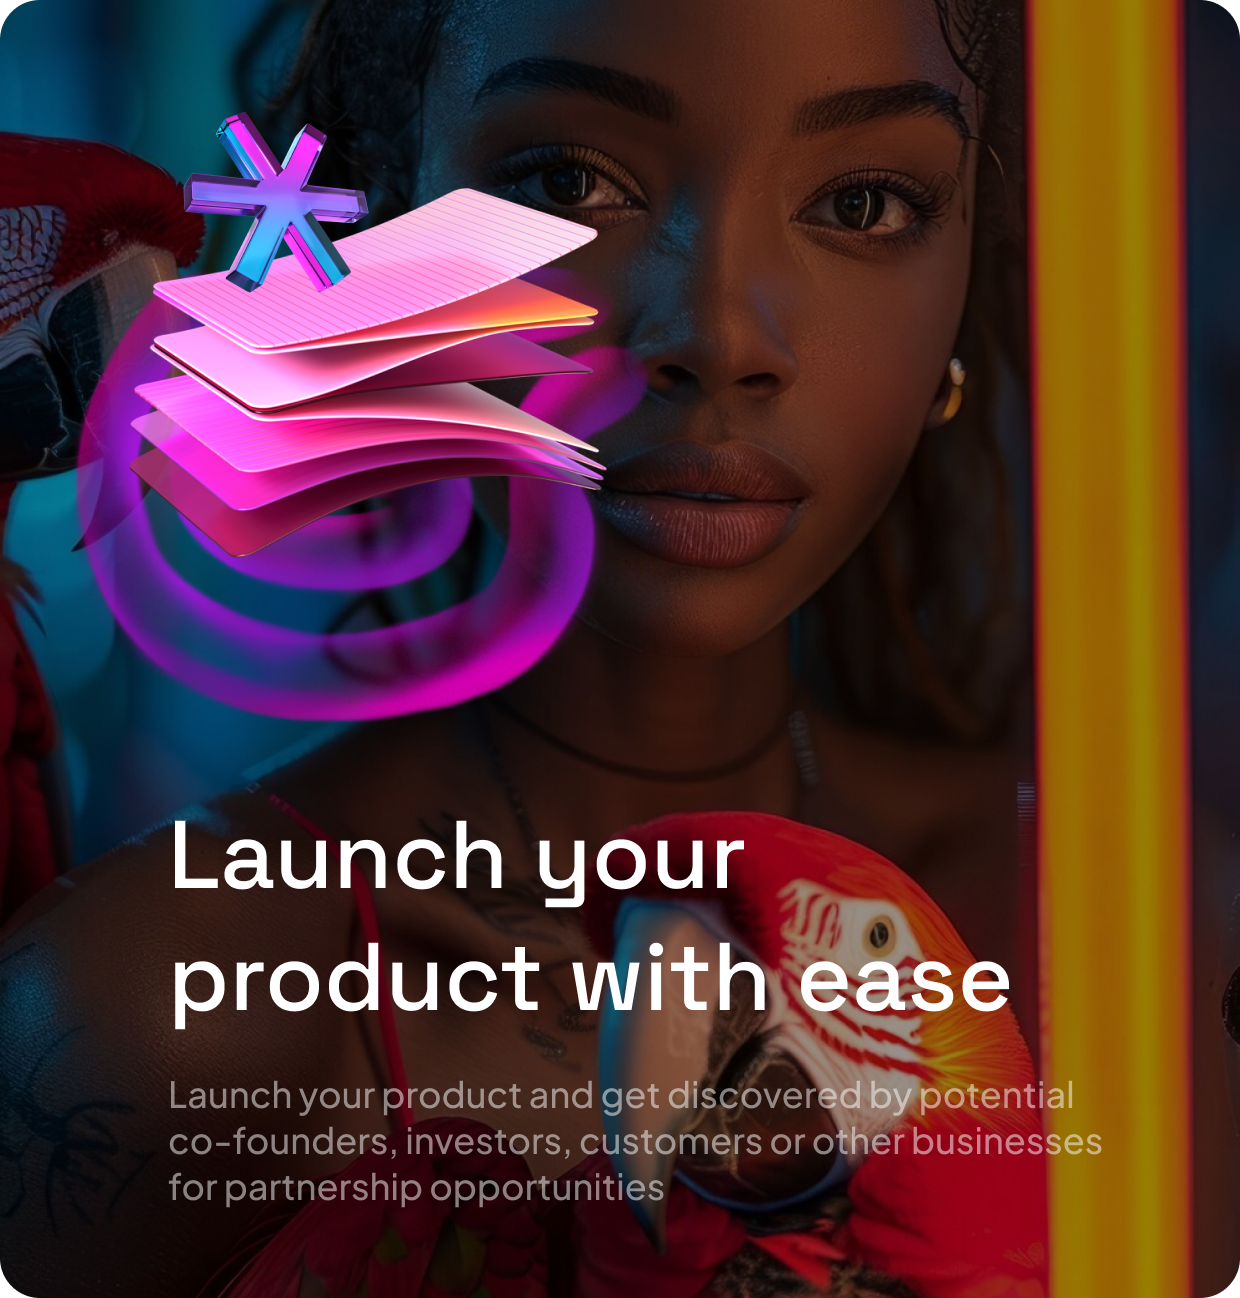 Launch your
product with ease
Launch your product and get discovered by potential
co-founders, investors, customers or other businesses
for partnership opportunities